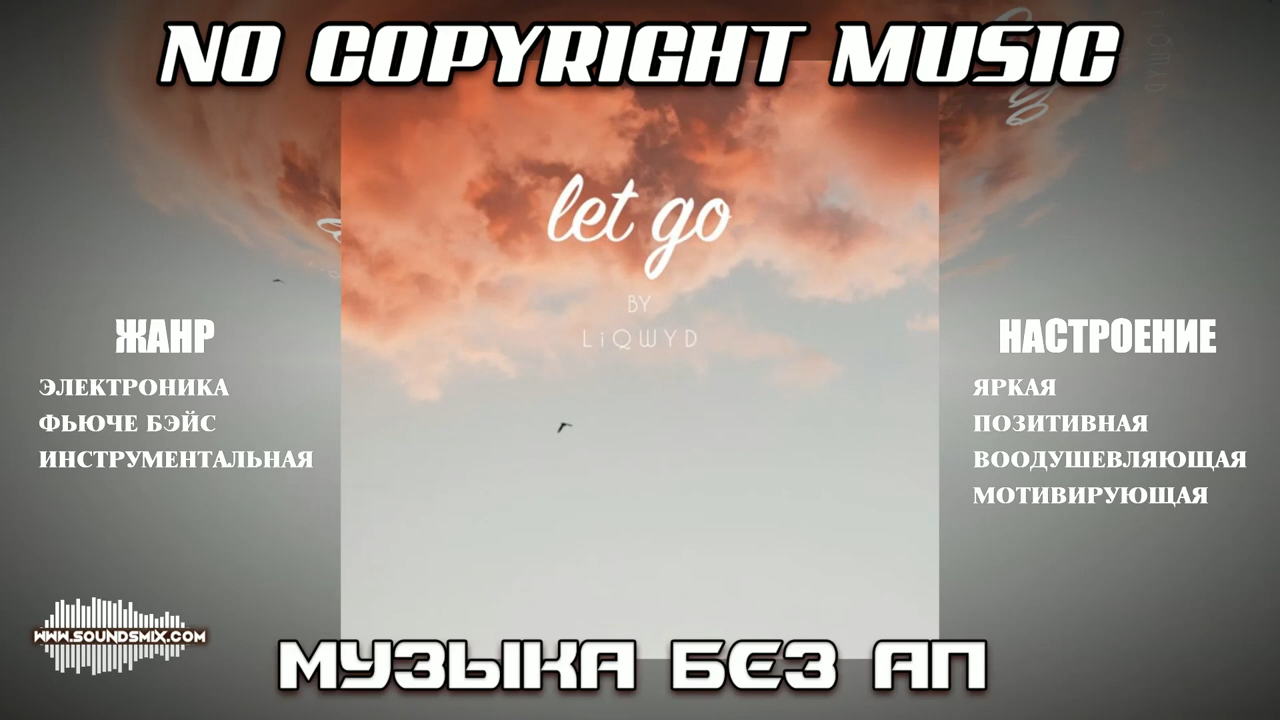 NO COPYRIGHT MUSIC
let go
BY
LiQWYD
ЖАНР
ЭЛЕКТРОНИКА
ФЬЮЧЕ БЭЙС
ИНСТРУМЕНТАЛЬНАЯ
НАСТРОЕНИЕ
ЯРКАЯ
ПОЗИТИВНАЯ
ВООДУШЕВЛЯЮЩАЯ
МОТИВИРУЮЩАЯ
WWW.SOUNDSMIX.COM
МУЗЫКА БЕЗ АП